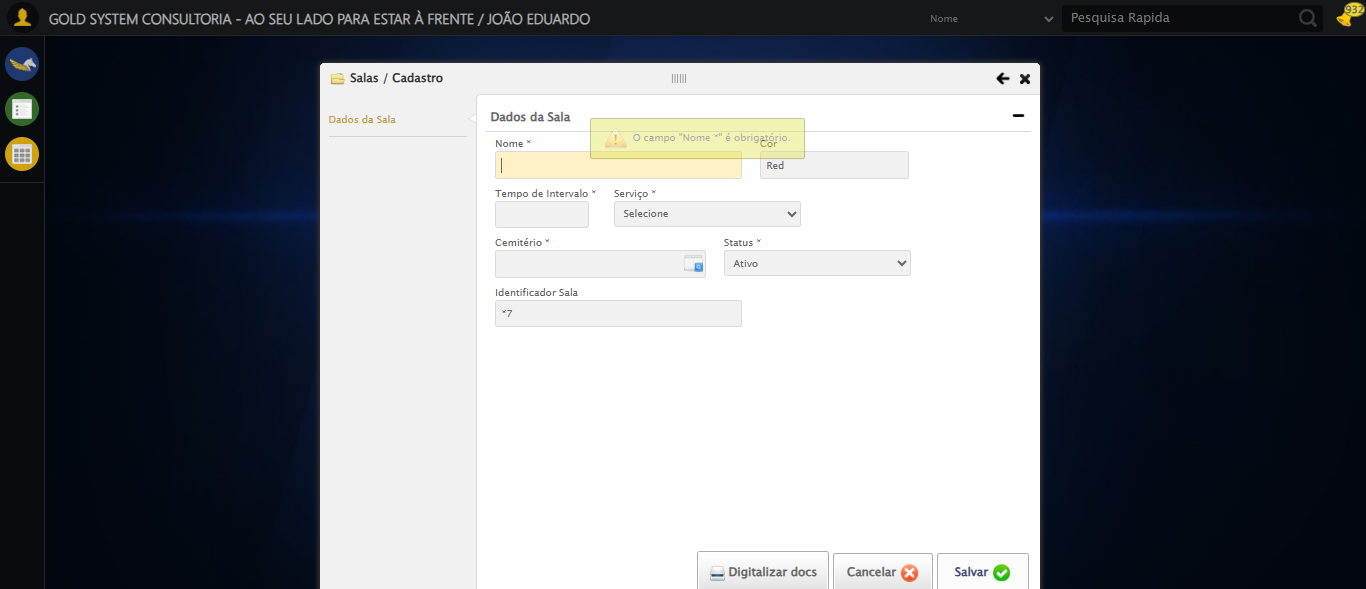 GOLD SYSTEM CONSULTORIA - AO SEU LADO PARA ESTAR À FRENTE / JOÃO EDUARDO
Nome
Pesquisa Rapida
932
Salas / Cadastro
Dados da Sala
Dados da Sala
O campo "Nome *" é obrigatório.
Nome *
Cor
Red
Tempo de Intervalo *
Serviço *
Selecione
Cemitério *
Status *
Ativo
Identificador Sala
*7
Digitalizar docs
Cancelar
Salvar